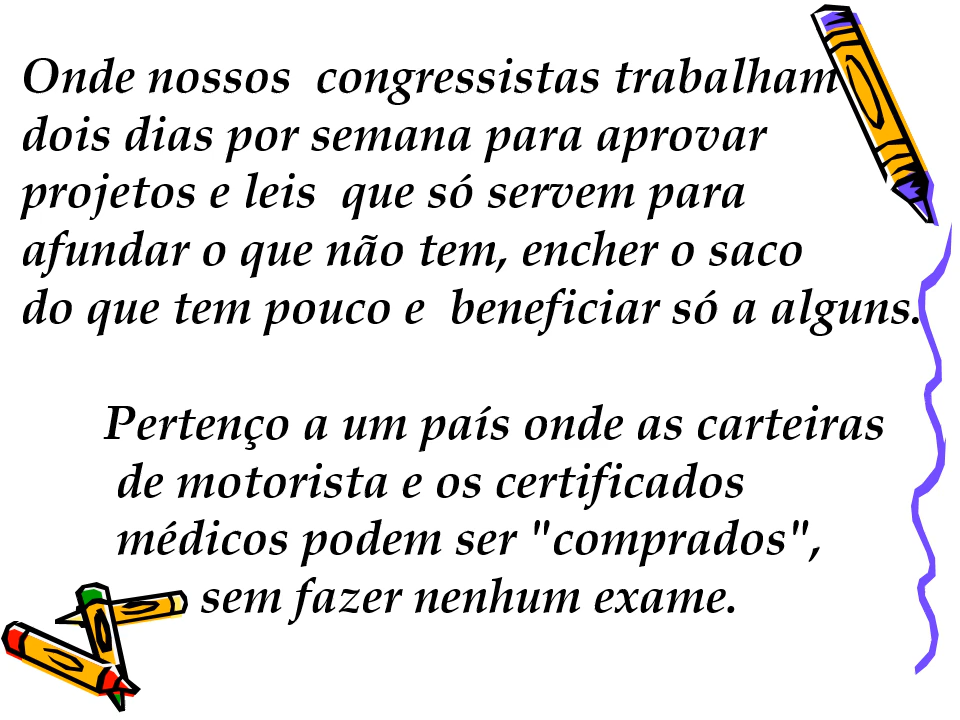 Onde nossos  congressistas trabalham
dois dias por semana para aprovar
projetos e leis  que só servem para
afundar o que não tem, encher o saco
do que tem pouco e  beneficiar só a alguns.
Pertenço a um país onde as carteiras
de motorista e os certificados
médicos podem ser "comprados",
sem fazer nenhum exame.